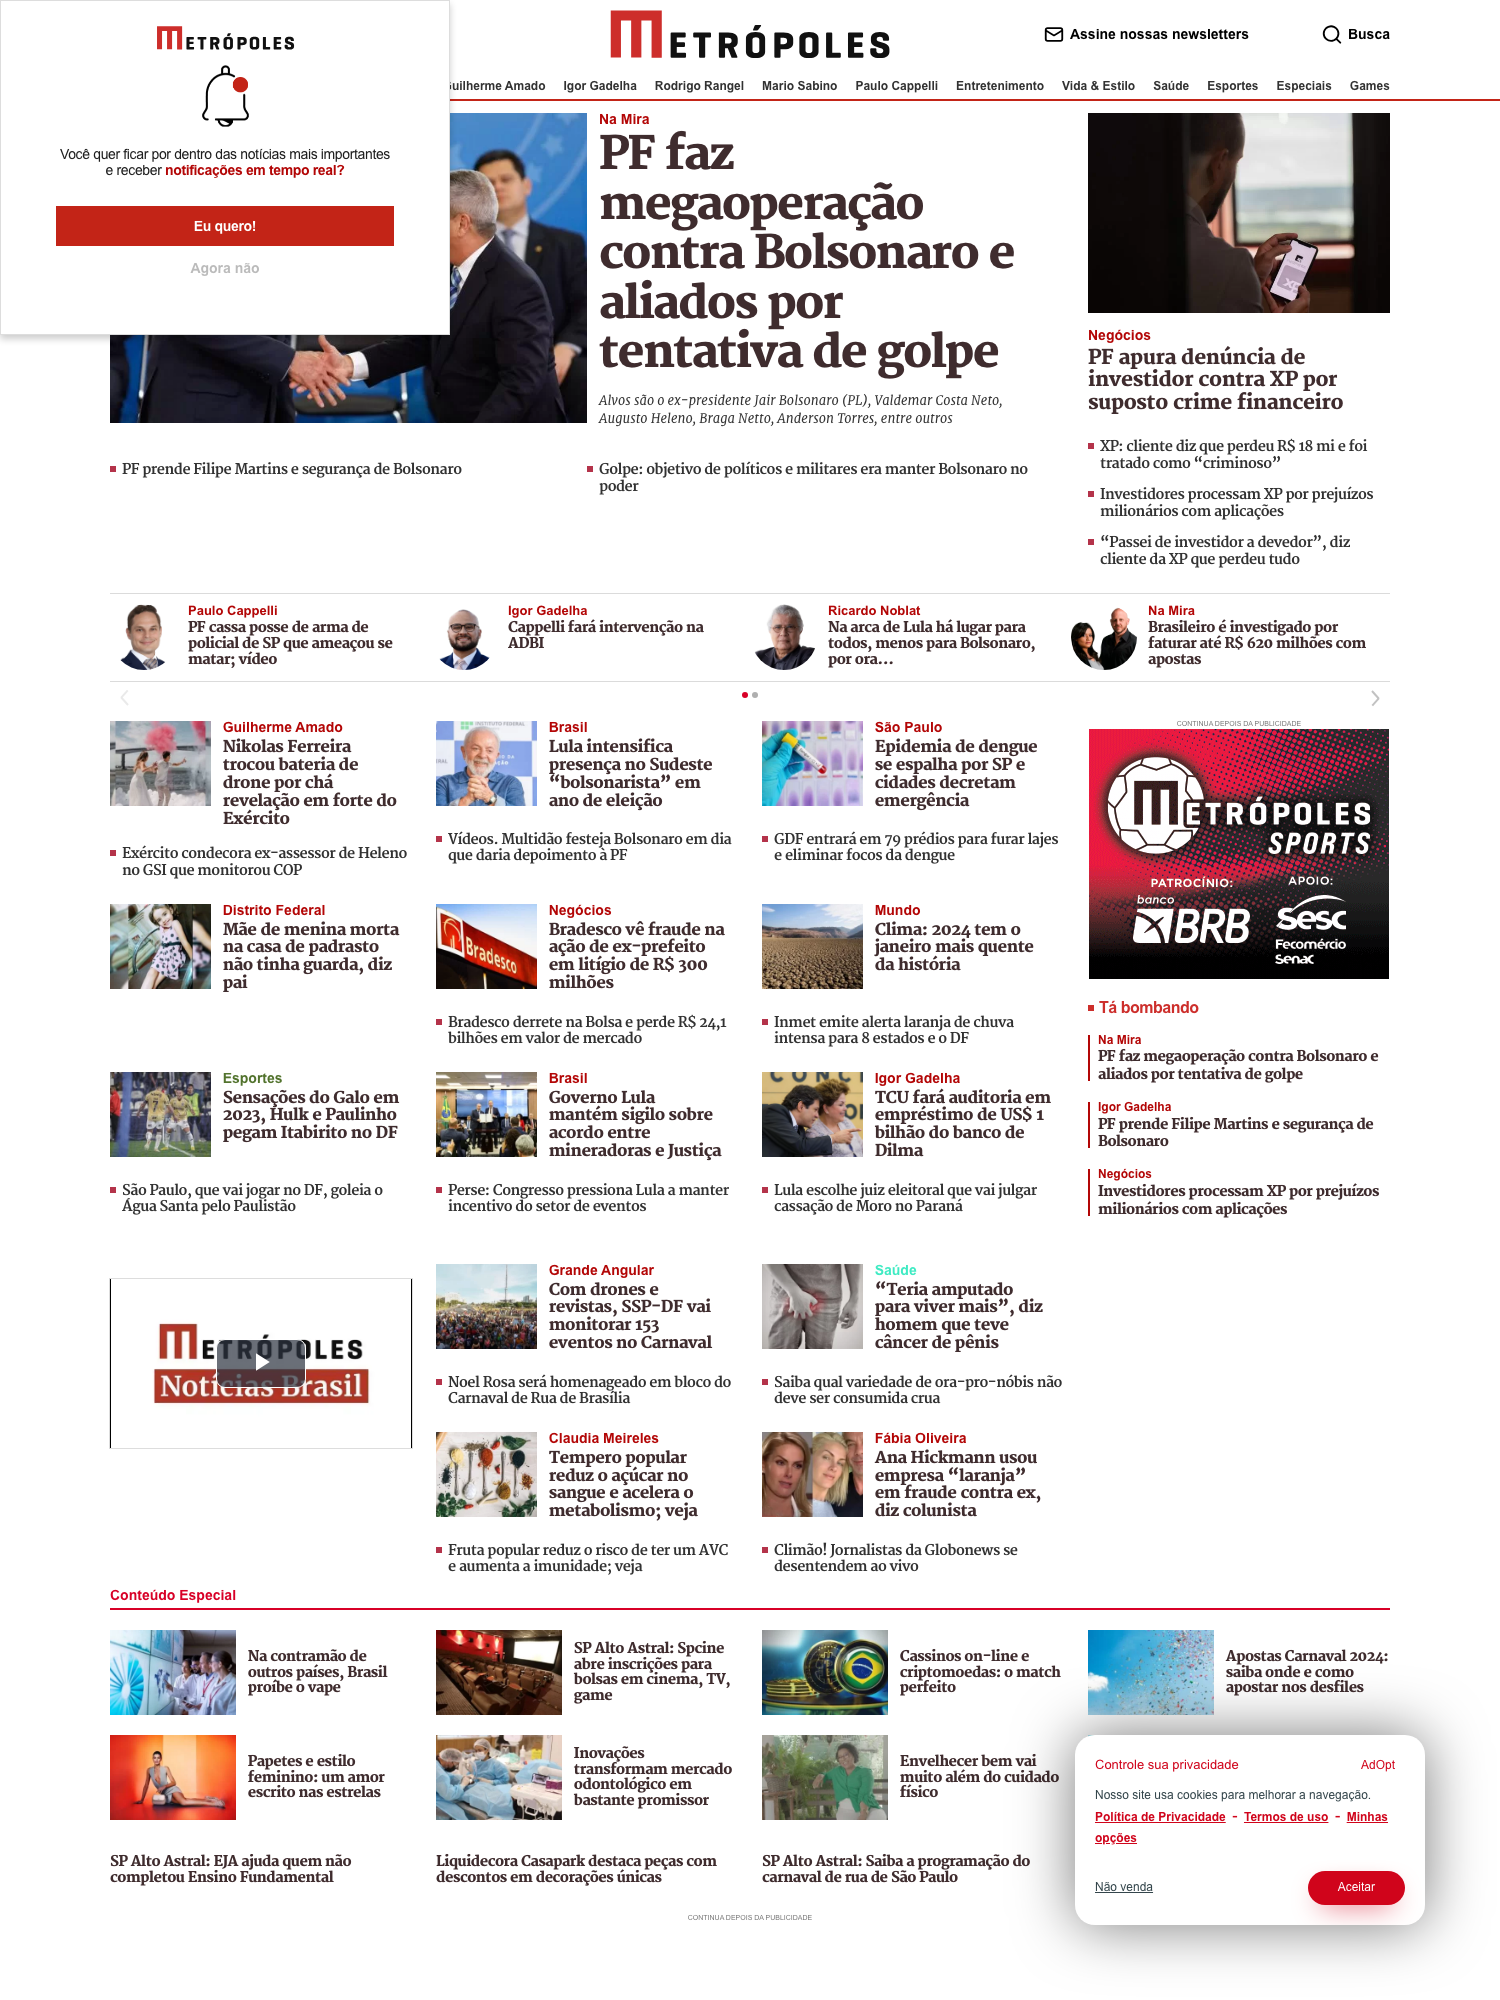 METRÓPOLES
Você quer ficar por dentro das notícias mais importantes
e receber notificações em tempo real?
Eu quero!
Agora não
METRÓPOLES
Assine nossas newsletters
Busca
Guilherme Amado Igor Gadelha Rodrigo Rangel Mario Sabino Paulo Cappelli Entretenimento Vida & Estilo Saúde Esportes Especiais Games
Na Mira
PF faz
megaoperação
contra Bolsonaro e
aliados por
tentativa de golpe
Alvos são o ex-presidente Jair Bolsonaro (PL), Valdemar Costa Neto,
Augusto Heleno, Braga Netto, Anderson Torres, entre outros
PF prende Filipe Martins e segurança de Bolsonaro
Golpe: objetivo de políticos e militares era manter Bolsonaro no
poder
XP
Negócios
PF apura denúncia de
investidor contra XP por
suposto crime financeiro
XP: cliente diz que perdeu R$ 18 mi e foi
tratado como “criminoso”
Investidores processam XP por prejuízos
milionários com aplicações
“Passei de investidor a devedor”, diz
cliente da XP que perdeu tudo
Paulo Cappelli
PF cassa posse de arma de
policial de SP que ameaçou se
matar; vídeo
Igor Gadelha
Cappelli fará intervenção na
ADBI
Ricardo Noblat
Na arca de Lula há lugar para
todos, menos para Bolsonaro,
por ora…
Na Mira
Brasileiro é investigado por
faturar até R$ 620 milhões com
apostas
Guilherme Amado
Nikolas Ferreira
trocou bateria de
drone por chá
revelação em forte do
Exército
Exército condecora ex-assessor de Heleno
no GSI que monitorou COP
Brasil
Lula intensifica
presença no Sudeste
“bolsonarista” em
ano de eleição
Vídeos. Multidão festeja Bolsonaro em dia
que daria depoimento à PF
São Paulo
Epidemia de dengue
se espalha por SP e
cidades decretam
emergência
GDF entrará em 79 prédios para furar lajes
e eliminar focos da dengue
CONTINUA DEPOIS DA PUBLICIDADE
METRÓPOLES
SPORTS
PATROCÍNIO:
banco
BRB
APOIO:
Sesc
Fecomércio
Senac
Distrito Federal
Mãe de menina morta
na casa de padrasto
não tinha guarda, diz
pai
Bradesco
Negócios
Bradesco vê fraude na
ação de ex-prefeito
em litígio de R$ 300
milhões
Bradesco derrete na Bolsa e perde R$ 24,1
bilhões em valor de mercado
Mundo
Clima: 2024 tem o
janeiro mais quente
da história
Inmet emite alerta laranja de chuva
intensa para 8 estados e o DF
Tá bombando
Na Mira
PF faz megaoperação contra Bolsonaro e
aliados por tentativa de golpe
Igor Gadelha
PF prende Filipe Martins e segurança de
Bolsonaro
Negócios
Investidores processam XP por prejuízos
milionários com aplicações
Esportes
Sensações do Galo em
2023, Hulk e Paulinho
pegam Itabirito no DF
São Paulo, que vai jogar no DF, goleia o
Água Santa pelo Paulistão
Brasil
Governo Lula
mantém sigilo sobre
acordo entre
mineradoras e Justiça
Perse: Congresso pressiona Lula a manter
incentivo do setor de eventos
Igor Gadelha
TCU fará auditoria em
empréstimo de US$ 1
bilhão do banco de
Dilma
Lula escolhe juiz eleitoral que vai julgar
cassação de Moro no Paraná
METRÓPOLES
Notícias Brasil
Grande Angular
Com drones e
revistas, SSP-DF vai
monitorar 153
eventos no Carnaval
Noel Rosa será homenageado em bloco do
Carnaval de Rua de Brasília
Saúde
“Teria amputado
para viver mais”, diz
homem que teve
câncer de pênis
Saiba qual variedade de ora-pro-nóbis não
deve ser consumida crua
Claudia Meireles
Tempero popular
reduz o açúcar no
sangue e acelera o
metabolismo; veja
Fruta popular reduz o risco de ter um AVC
e aumenta a imunidade; veja
Fábia Oliveira
Ana Hickmann usou
empresa “laranja”
em fraude contra ex,
diz colunista
Climão! Jornalistas da Globonews se
desentendem ao vivo
Conteúdo Especial
Na contramão de
outros países, Brasil
proíbe o vape
SP Alto Astral: Spcine
abre inscrições para
bolsas em cinema, TV,
game
Cassinos on-line e
criptomoedas: o match
perfeito
Apostas Carnaval 2024:
saiba onde e como
apostar nos desfiles
Papetes e estilo
feminino: um amor
escrito nas estrelas
Inovações
transformam mercado
odontológico em
bastante promissor
Envelhecer bem vai
muito além do cuidado
físico
SP Alto Astral: EJA ajuda quem não
completou Ensino Fundamental
Liquidecora Casapark destaca peças com
descontos em decorações únicas
SP Alto Astral: Saiba a programação do
carnaval de rua de São Paulo
Controle sua privacidade
AdOpt
Nosso site usa cookies para melhorar a navegação.
Política de Privacidade - Termos de uso - Minhas
opções
Não venda
Aceitar
CONTINUA DEPOIS DA PUBLICIDADE